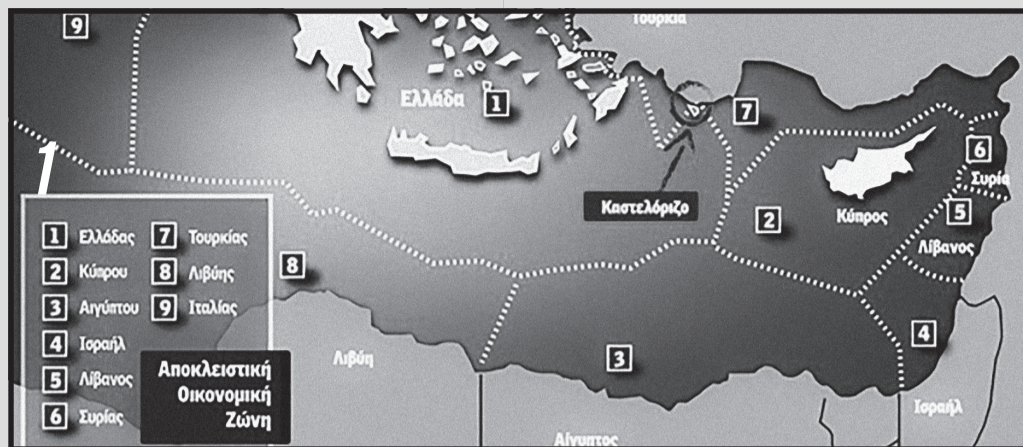 9
Τουρκία
Ελλάδα 1
7
6
Συρία
Καστελόριζο
2
Κύπρος
5
Λίβανος
8
4
3
Λιβύη
Ισραήλ
Αίγυπτος
1 Ελλάδας
2 Κύπρου
3 Αιγύπτου
4 Ισραήλ
5 Λίβανος
6 Συρίας
7 Τουρκίας
8 Λιβύης
9 Ιταλίας
Αποκλειστική
Οικονομική
Ζώνη